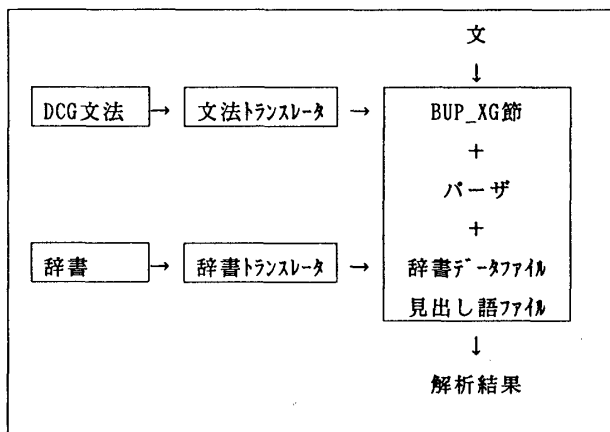 文
↓
DCG文法 → 文法ﾄﾗﾝｽﾚｰﾀ → BUP_XG節
+
パーザ
+
辞書 → 辞書ﾄﾗﾝｽﾚｰﾀ → 辞書ﾃﾞｰﾀﾌｧｲﾙ
見出し語ﾌｧｲﾙ
↓
解析結果